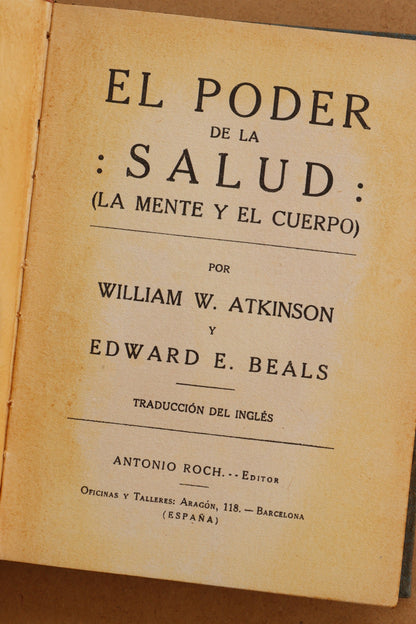 EL PODER
DE LA
: SALUD :
(LA MENTE Y EL CUERPO)
POR
WILLIAM W. ATKINSON
Y
EDWARD E. BEALS
TRADUCCIÓN DEL INGLÉS
ANTONIO ROCH.--EDITOR
OFICINAS Y TALLERES: ARAGÓN, 118. — BARCELONA
(ESPAÑA)